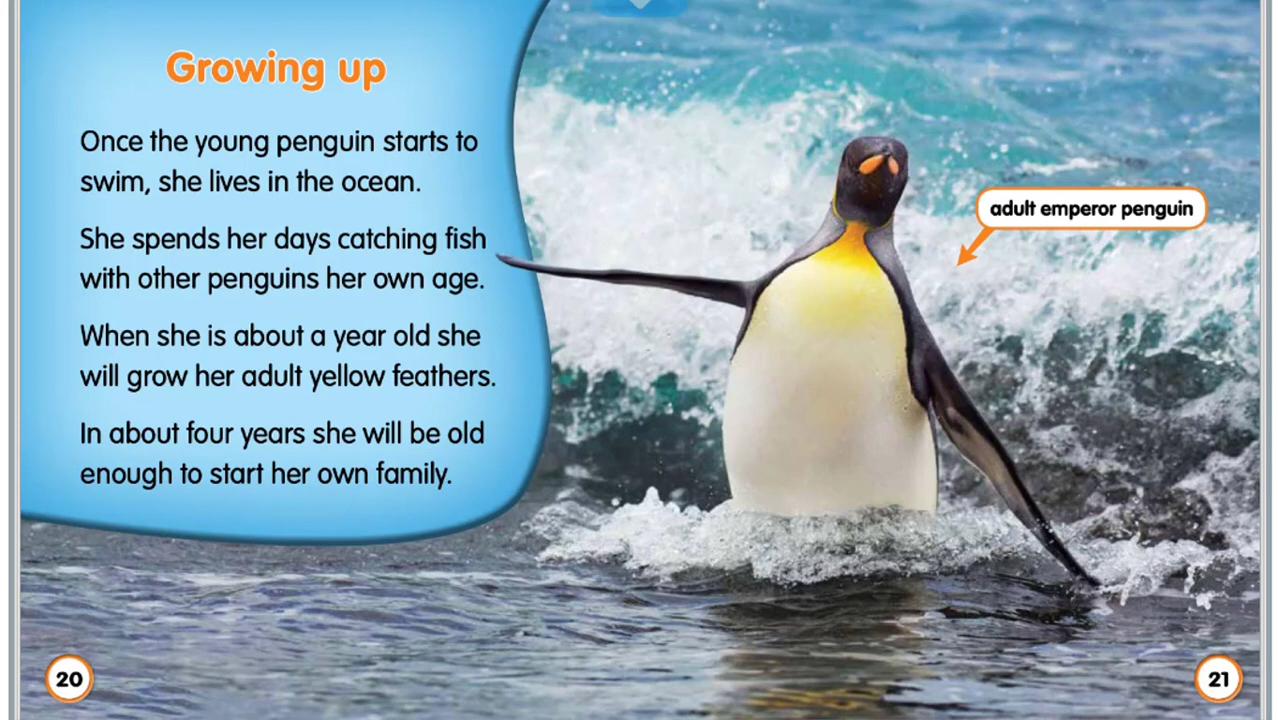 Growing up
Once the young penguin starts to
swim, she lives in the ocean.
She spends her days catching fish
with other penguins her own age.
When she is about a year old she
will grow her adult yellow feathers.
In about four years she will be old
enough to start her own family.
adult emperor penguin
20
21